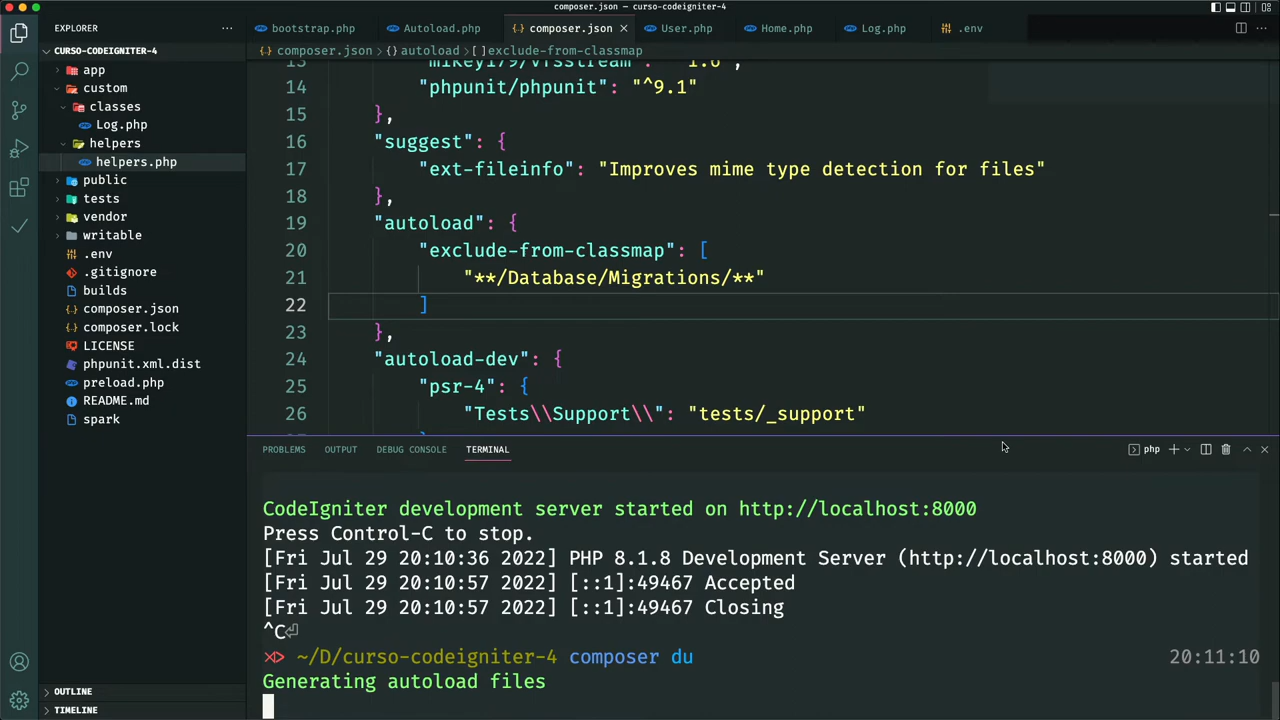 composer.json — curso-codeigniter-4
EXPLORER
bootstrap.php
Autoload.php
composer.json
User.php
Home.php
Log.php
.env
CURSO-CODEIGNITER-4
composer.json › {} autoload › [ ] exclude-from-classmap
app
custom
classes
Log.php
helpers
helpers.php
public
tests
vendor
writable
.env
.gitignore
builds
composer.json
composer.lock
LICENSE
phpunit.xml.dist
preload.php
README.md
spark
OUTLINE
TIMELINE
13 "mikey179/vfsstream": "^1.6",
14 "phpunit/phpunit": "^9.1"
15 },
16 "suggest": {
17 "ext-fileinfo": "Improves mime type detection for files"
18 },
19 "autoload": {
20 "exclude-from-classmap": [
21 "**/Database/Migrations/**"
22 ]
23 },
24 "autoload-dev": {
25 "psr-4": {
26 "Tests\\Support\\": "tests/_support"
PROBLEMS OUTPUT DEBUG CONSOLE TERMINAL
php
CodeIgniter development server started on http://localhost:8000
Press Control-C to stop.
[Fri Jul 29 20:10:36 2022] PHP 8.1.8 Development Server (http://localhost:8000) started
[Fri Jul 29 20:10:57 2022] [::1]:49467 Accepted
[Fri Jul 29 20:10:57 2022] [::1]:49467 Closing
^C⏎
~/D/curso-codeigniter-4 composer du 20:11:10
Generating autoload files